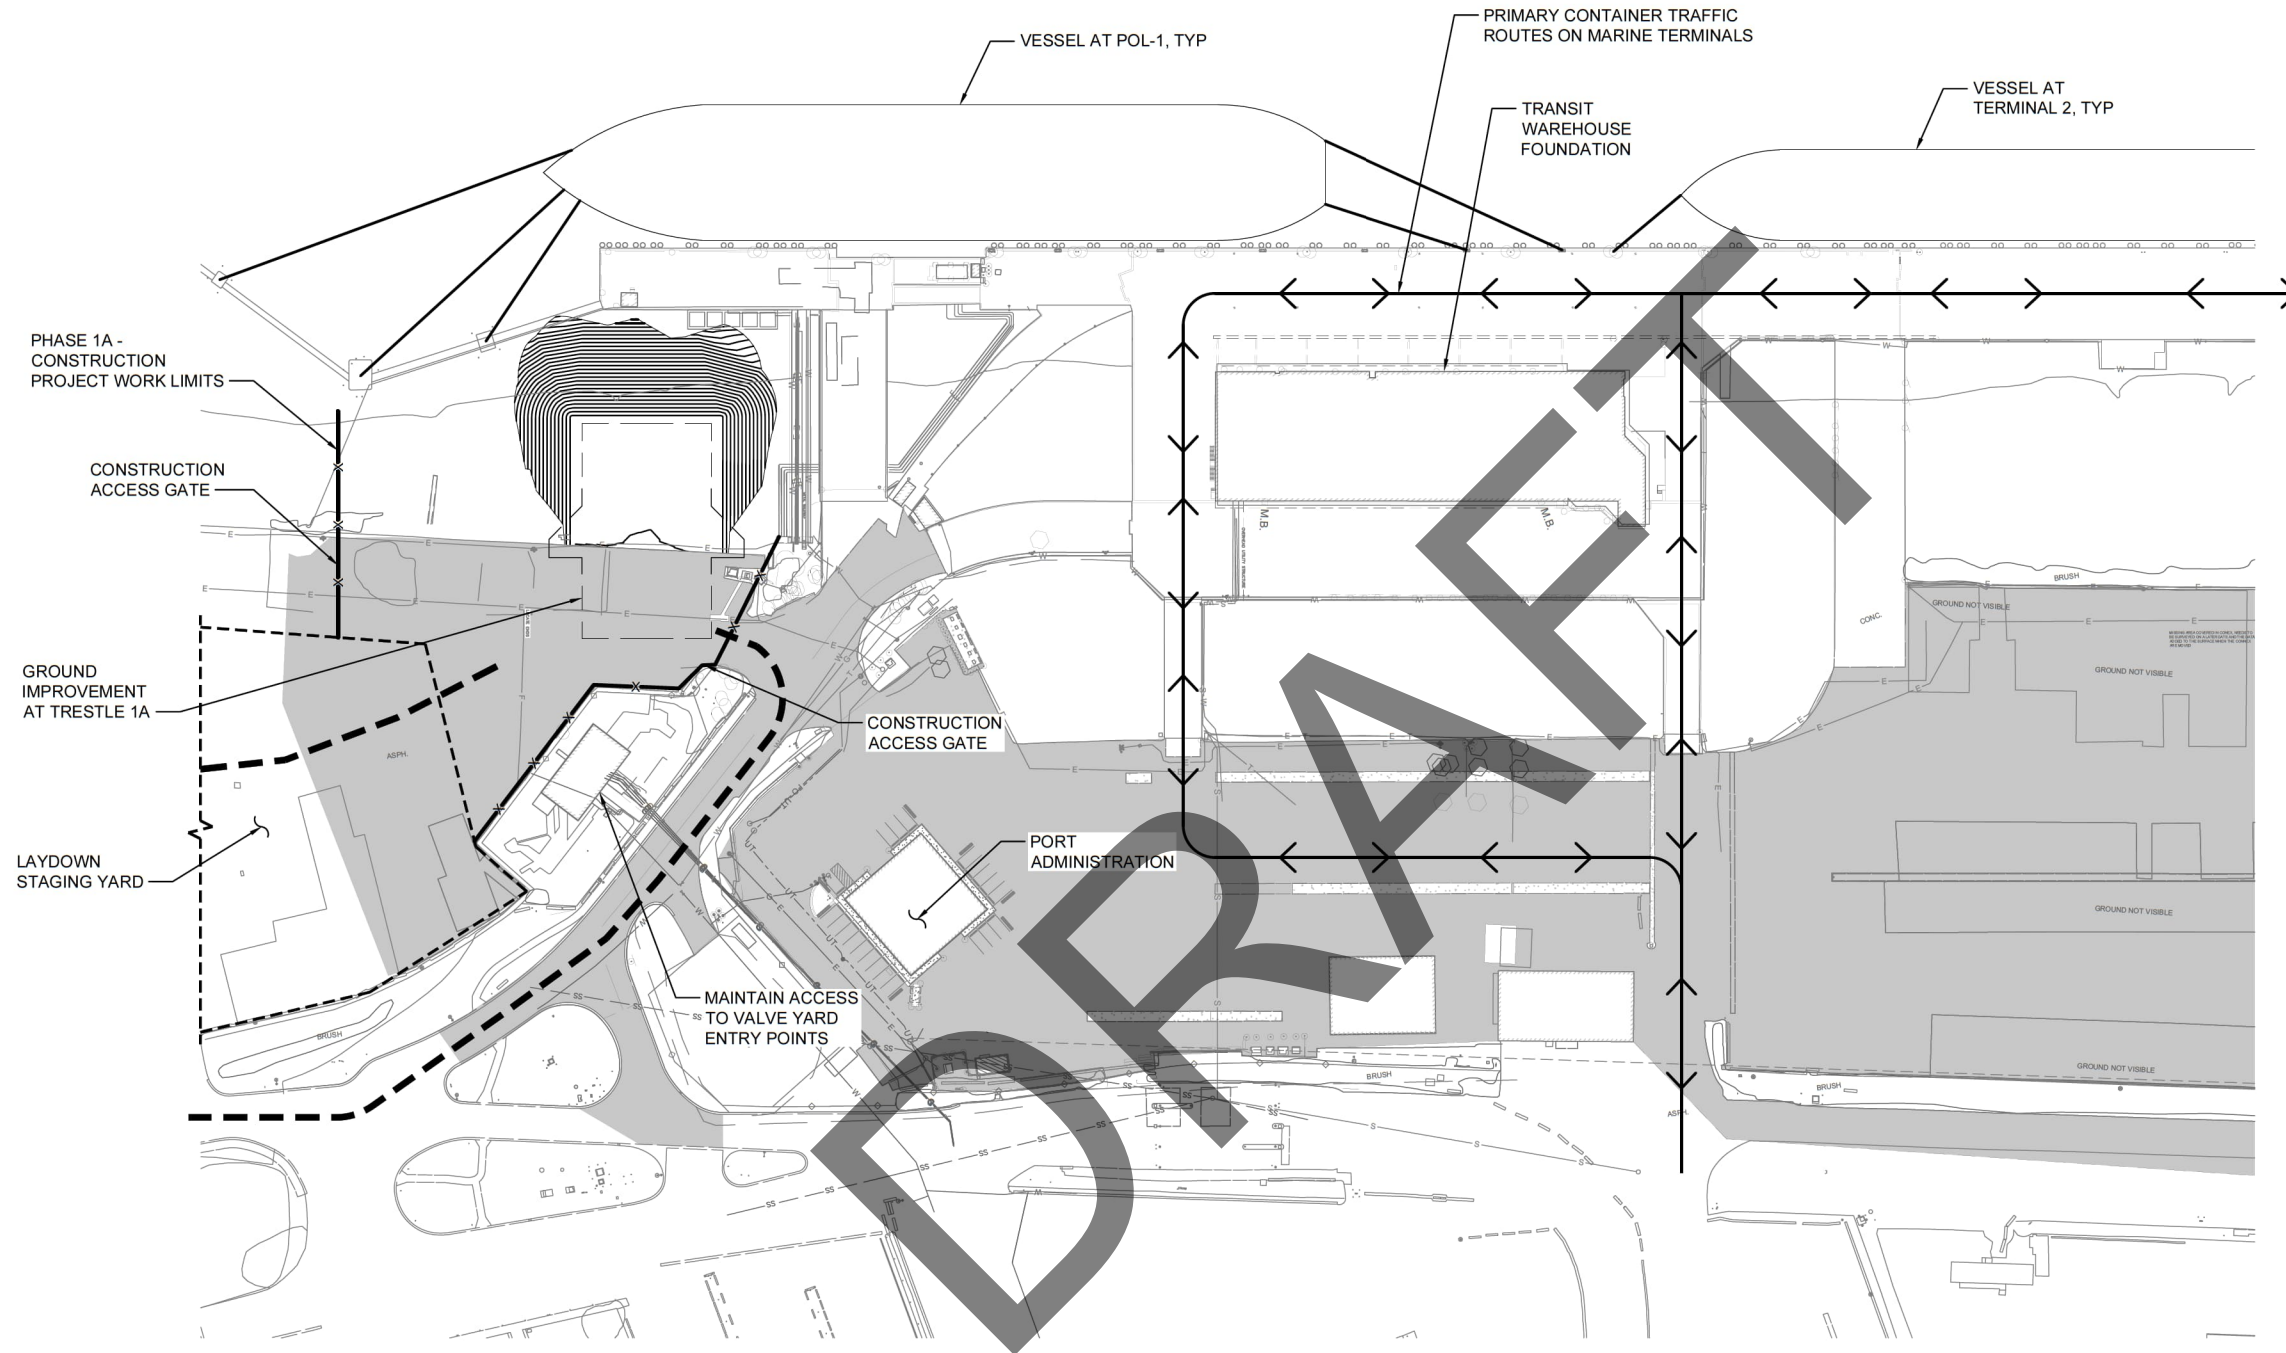 PRIMARY CONTAINER TRAFFIC
ROUTES ON MARINE TERMINALS
VESSEL AT POL-1, TYP
VESSEL AT
TERMINAL 2, TYP
TRANSIT
WAREHOUSE
FOUNDATION
PHASE 1A -
CONSTRUCTION
PROJECT WORK LIMITS
CONSTRUCTION
ACCESS GATE
M.B.
M.B.
OVERHEAD UTILITY STRUCTURE
BRUSH
GROUND NOT VISIBLE
CONC.
GROUND NOT VISIBLE
GROUND
IMPROVEMENT
AT TRESTLE 1A
CONSTRUCTION
ACCESS GATE
ASPH.
LAYDOWN
STAGING YARD
PORT
ADMINISTRATION
GROUND NOT VISIBLE
MAINTAIN ACCESS
TO VALVE YARD
ENTRY POINTS
BRUSH
GROUND NOT VISIBLE
BRUSH
BRUSH
ASPH.
DRAFT